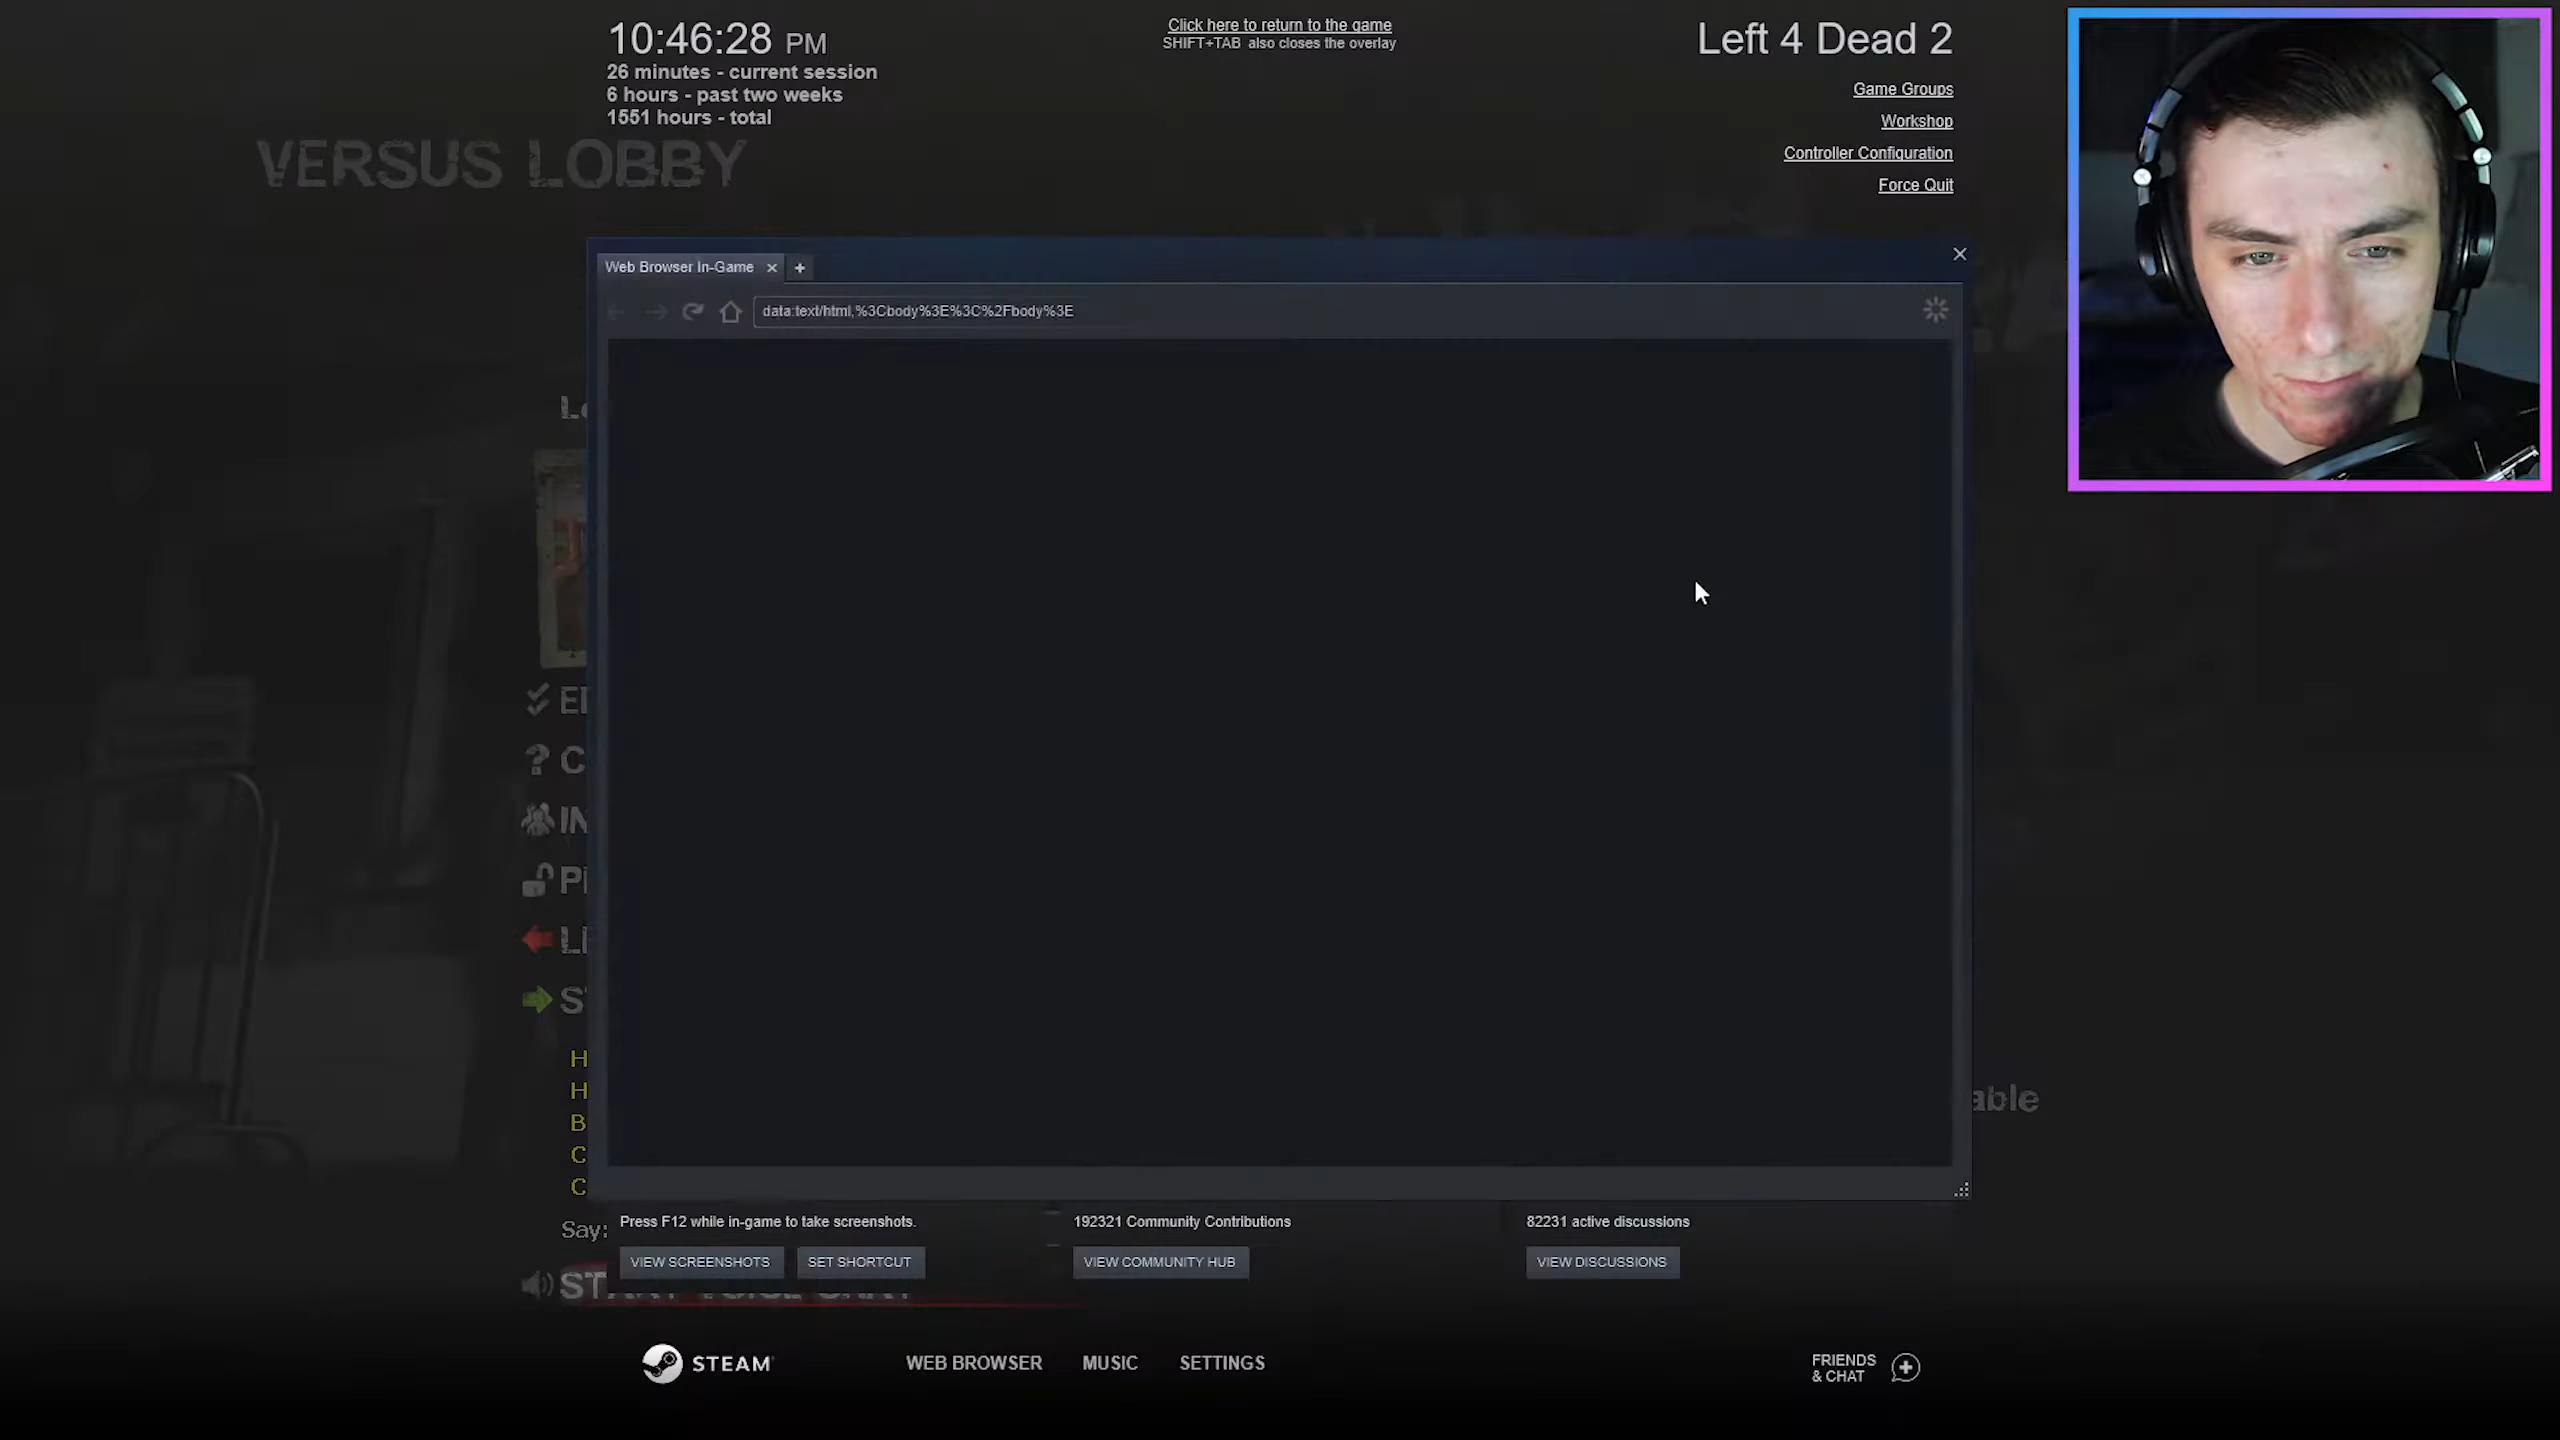 10:46:28 PM
26 minutes - current session
6 hours - past two weeks
1551 hours - total
Click here to return to the game
SHIFT+TAB also closes the overlay
Left 4 Dead 2
Game Groups
Workshop
Controller Configuration
Force Quit
VERSUS LOBBY
Web Browser In-Game
data:text/html,%3Cbody%3E%3C%2Fbody%3E
H
H
B
C
C
able
Say:
Press F12 while in-game to take screenshots.
VIEW SCREENSHOTS
SET SHORTCUT
192321 Community Contributions
VIEW COMMUNITY HUB
82231 active discussions
VIEW DISCUSSIONS
START VOICE CHAT
STEAM
WEB BROWSER
MUSIC
SETTINGS
FRIENDS
& CHAT